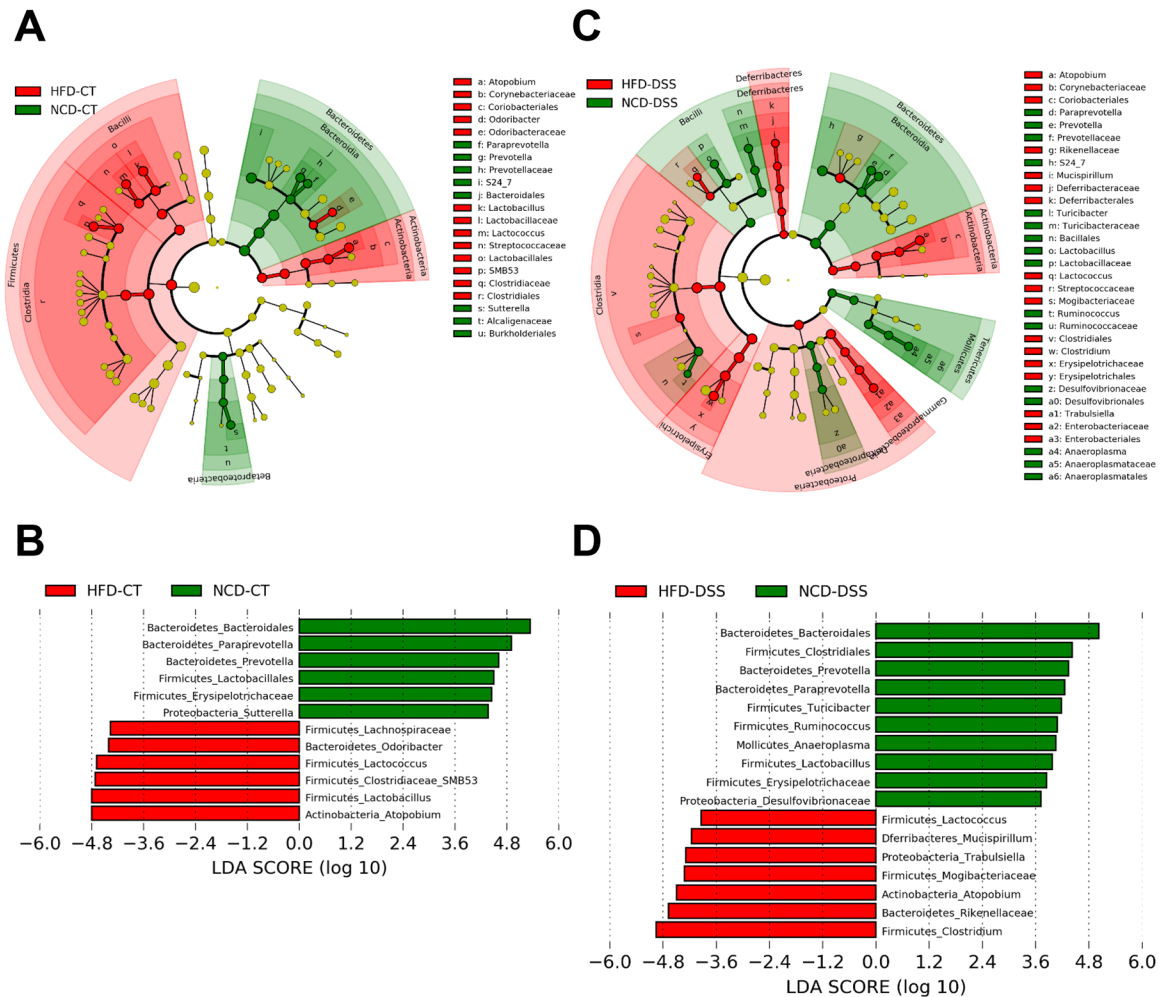 A
HFD-CT
NCD-CT
Bacilli
Firmicutes
Clostridia
Bacteroidetes
Bacteroidia
Actinobacteria
Actinobacteria
Betaproteobacteria
i
j
h
g
f
e
d
a
b
c
o
l
k
n
m
p
q
r
s
t
u
a: Atopobium
b: Corynebacteriaceae
c: Coriobacteriales
d: Odoribacter
e: Odoribacteraceae
f: Paraprevotella
g: Prevotella
h: Prevotellaceae
i: S24_7
j: Bacteroidales
k: Lactobacillus
l: Lactobacillaceae
m: Lactococcus
n: Streptococcaceae
o: Lactobacillales
p: SMB53
q: Clostridiaceae
r: Clostridiales
s: Sutterella
t: Alcaligenaceae
u: Burkholderiales
C
HFD-DSS
NCD-DSS
Deferribacteres
Deferribacteres
Bacilli
Clostridia
Erysipelotrichi
Bacteroidetes
Bacteroidia
Actinobacteria
Actinobacteria
Tenericutes
Mollicutes
Gammaproteobacteria
Deltaproteobacteria
Proteobacteria
n
m
l
k
j
i
p
o
r
q
h
g
f
e
d
a
b
c
v
s
u
t
w
x
y
z
a0
a1
a2
a3
a4
a5
a6
a: Atopobium
b: Corynebacteriaceae
c: Coriobacteriales
d: Paraprevotella
e: Prevotella
f: Prevotellaceae
g: Rikenellaceae
h: S24_7
i: Mucispirillum
j: Deferribacteraceae
k: Deferribacterales
l: Turicibacter
m: Turicibacteraceae
n: Bacillales
o: Lactobacillus
p: Lactobacillaceae
q: Lactococcus
r: Streptococcaceae
s: Mogibacteriaceae
t: Ruminococcus
u: Ruminococcaceae
v: Clostridiales
w: Clostridium
x: Erysipelotrichaceae
y: Erysipelotrichales
z: Desulfovibrionaceae
a0: Desulfovibrionales
a1: Trabulsiella
a2: Enterobacteriaceae
a3: Enterobacteriales
a4: Anaeroplasma
a5: Anaeroplasmataceae
a6: Anaeroplasmatales
B
HFD-CT
NCD-CT
Bacteroidetes_Bacteroidales
Bacteroidetes_Paraprevotella
Bacteroidetes_Prevotella
Firmicutes_Lactobacillales
Firmicutes_Erysipelotrichaceae
Proteobacteria_Sutterella
Firmicutes_Lachnospiraceae
Bacteroidetes_Odoribacter
Firmicutes_Lactococcus
Firmicutes_Clostridiaceae_SMB53
Firmicutes_Lactobacillus
Actinobacteria_Atopobium
−6.0 −4.8 −3.6 −2.4 −1.2 0.0 1.2 2.4 3.6 4.8 6.0
LDA SCORE (log 10)
D
HFD-DSS
NCD-DSS
Bacteroidetes_Bacteroidales
Firmicutes_Clostridiales
Bacteroidetes_Prevotella
Bacteroidetes_Paraprevotella
Firmicutes_Turicibacter
Firmicutes_Ruminococcus
Mollicutes_Anaeroplasma
Firmicutes_Lactobacillus
Firmicutes_Erysipelotrichaceae
Proteobacteria_Desulfovibrionaceae
Firmicutes_Lactococcus
Dferribacteres_Mucispirillum
Proteobacteria_Trabulsiella
Firmicutes_Mogibacteriaceae
Actinobacteria_Atopobium
Bacteroidetes_Rikenellaceae
Firmicutes_Clostridium
−6.0 −4.8 −3.6 −2.4 −1.2 0.0 1.2 2.4 3.6 4.8 6.0
LDA SCORE (log 10)